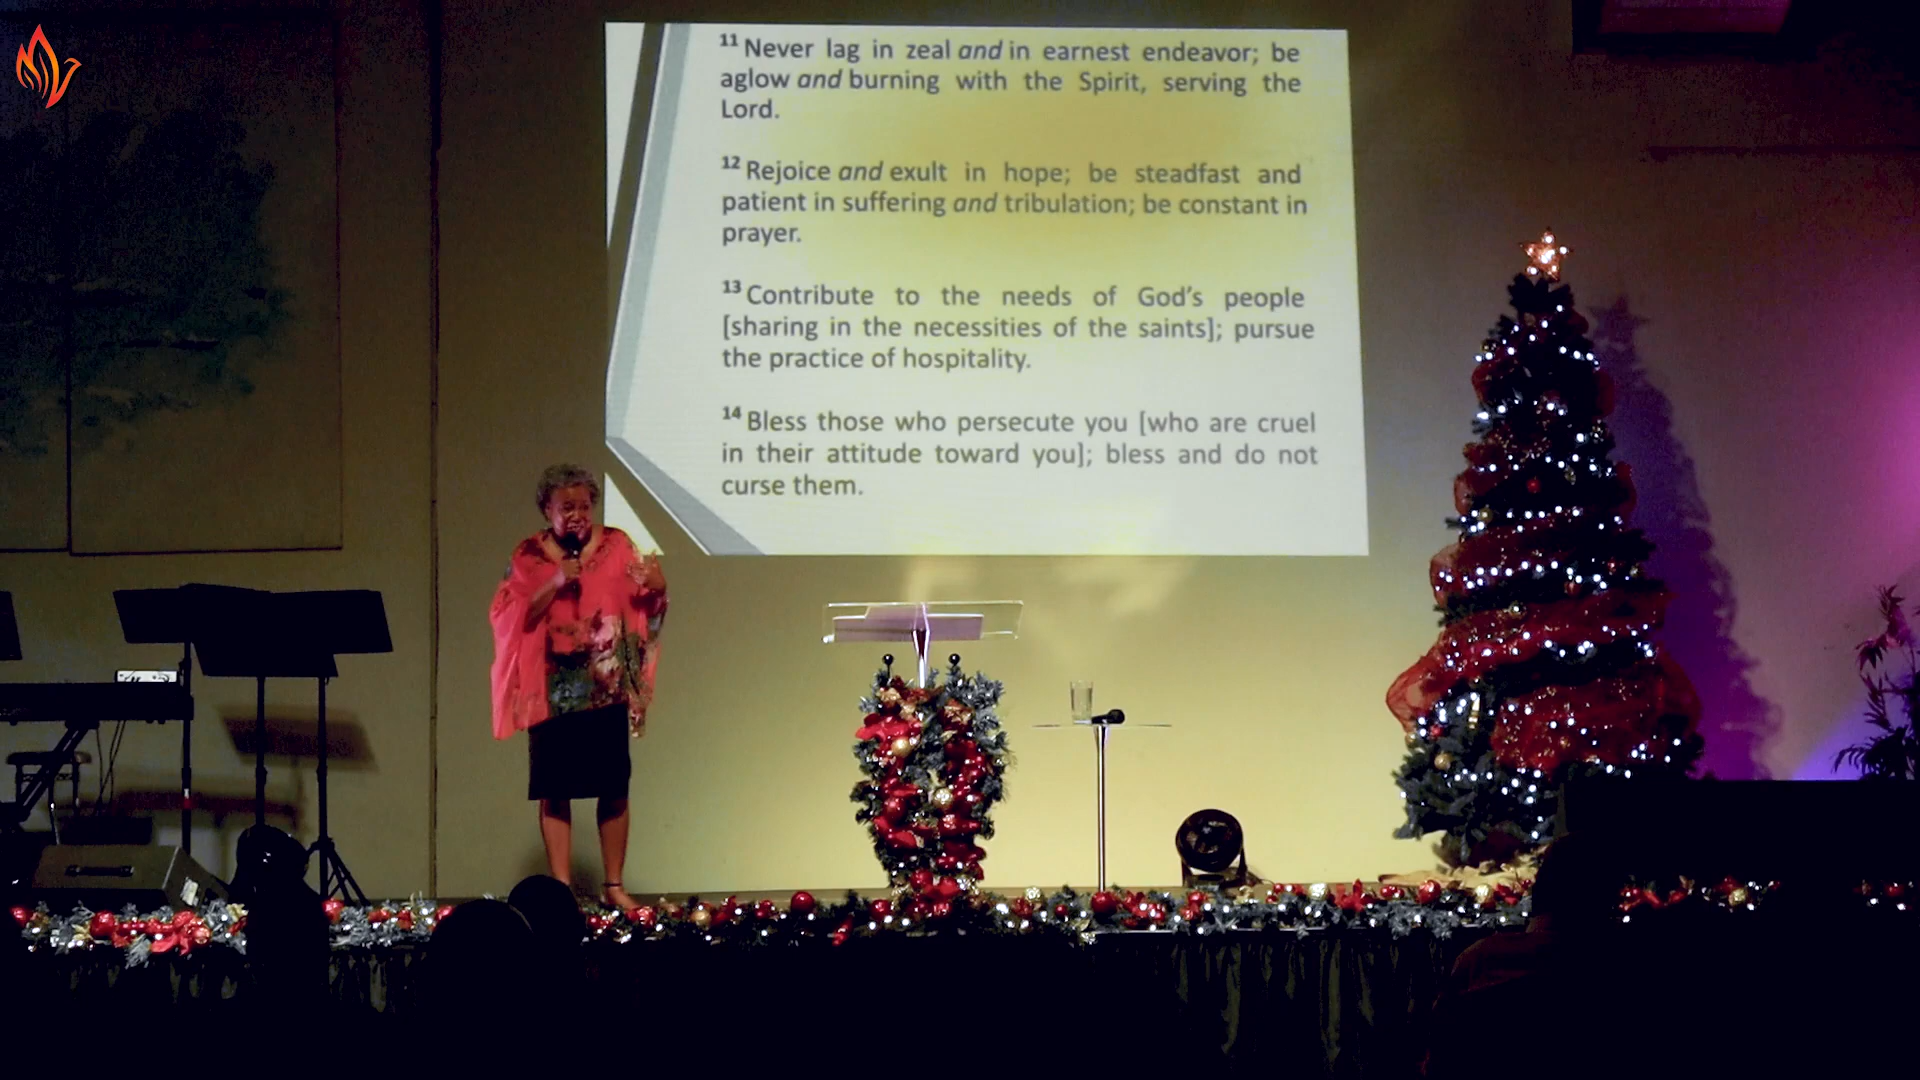 11 Never lag in zeal and in earnest endeavor; be
aglow and burning with the Spirit, serving the
Lord.
12 Rejoice and exult in hope; be steadfast and
patient in suffering and tribulation; be constant in
prayer.
13 Contribute to the needs of God's people
[sharing in the necessities of the saints]; pursue
the practice of hospitality.
14 Bless those who persecute you [who are cruel
in their attitude toward you]; bless and do not
curse them.